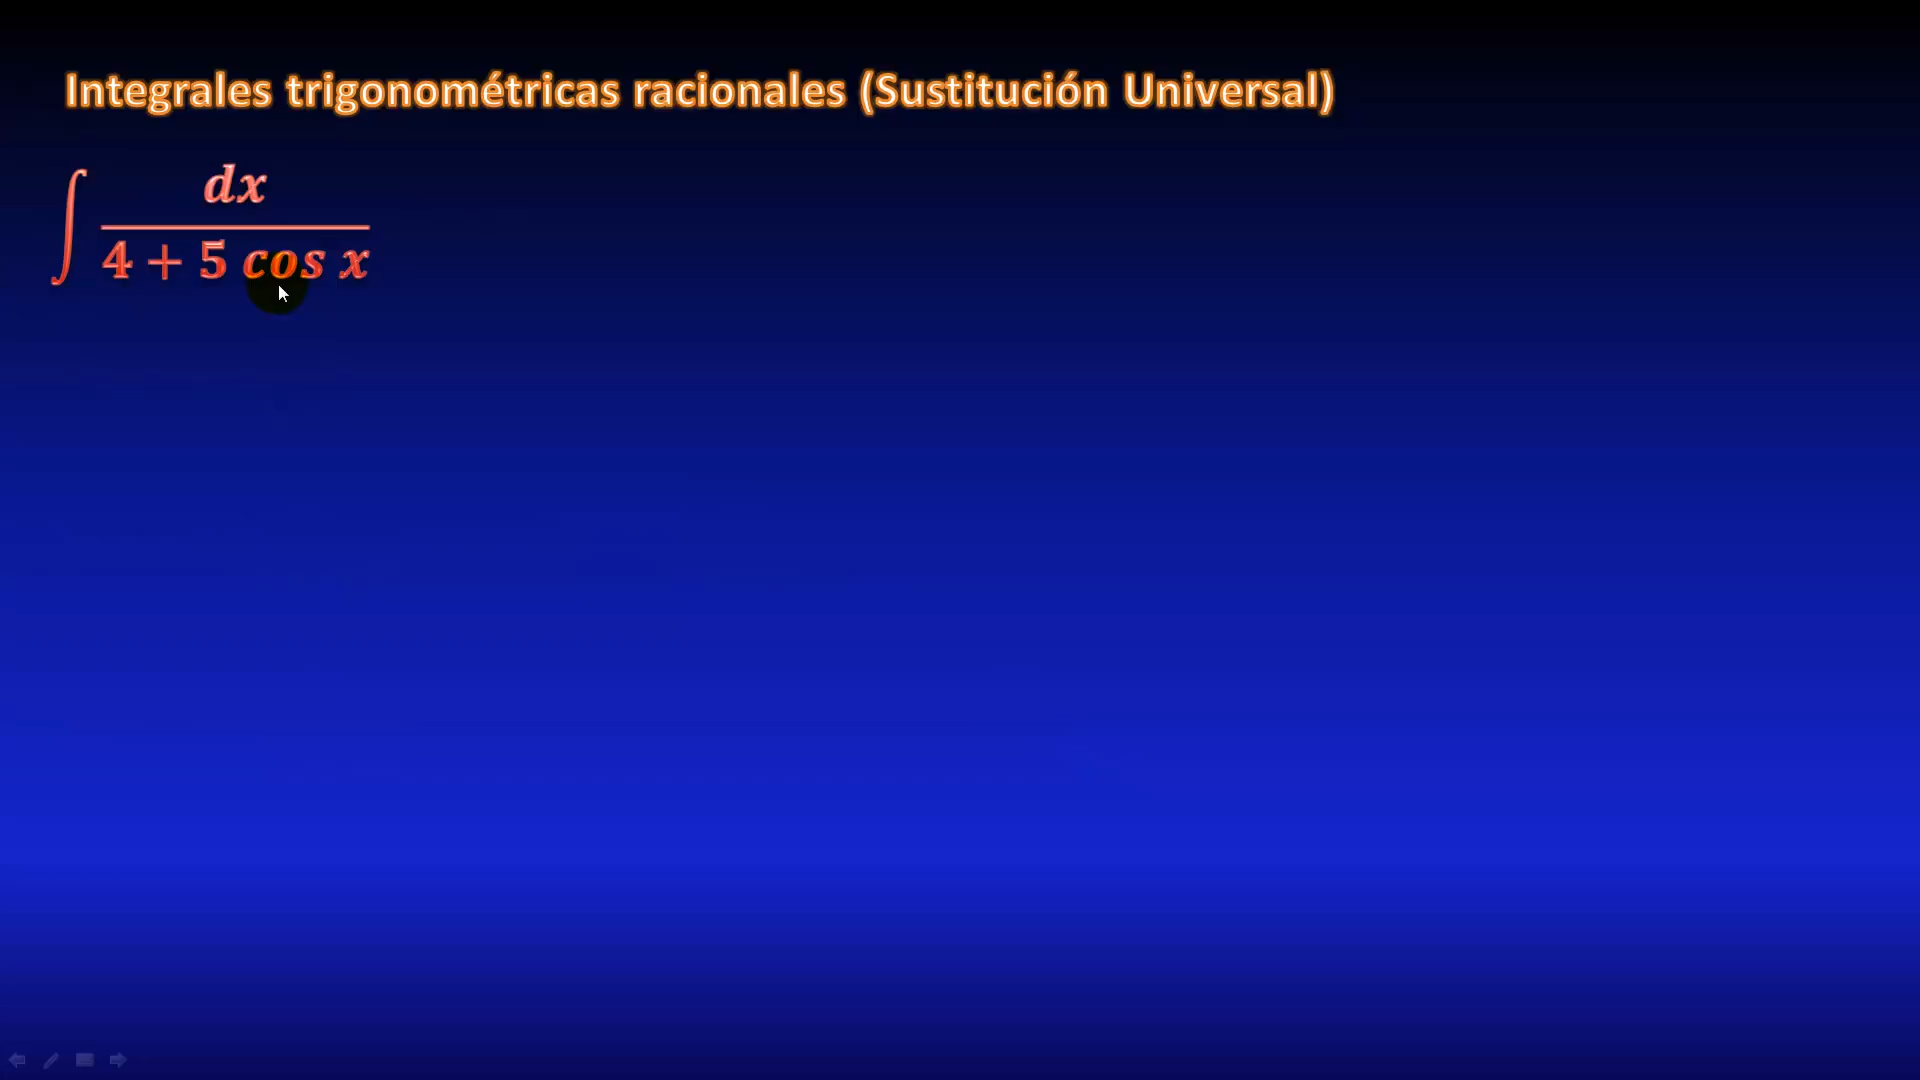 Integrales trigonométricas racionales (Sustitución Universal)
∫ dx / (4 + 5 cos x)